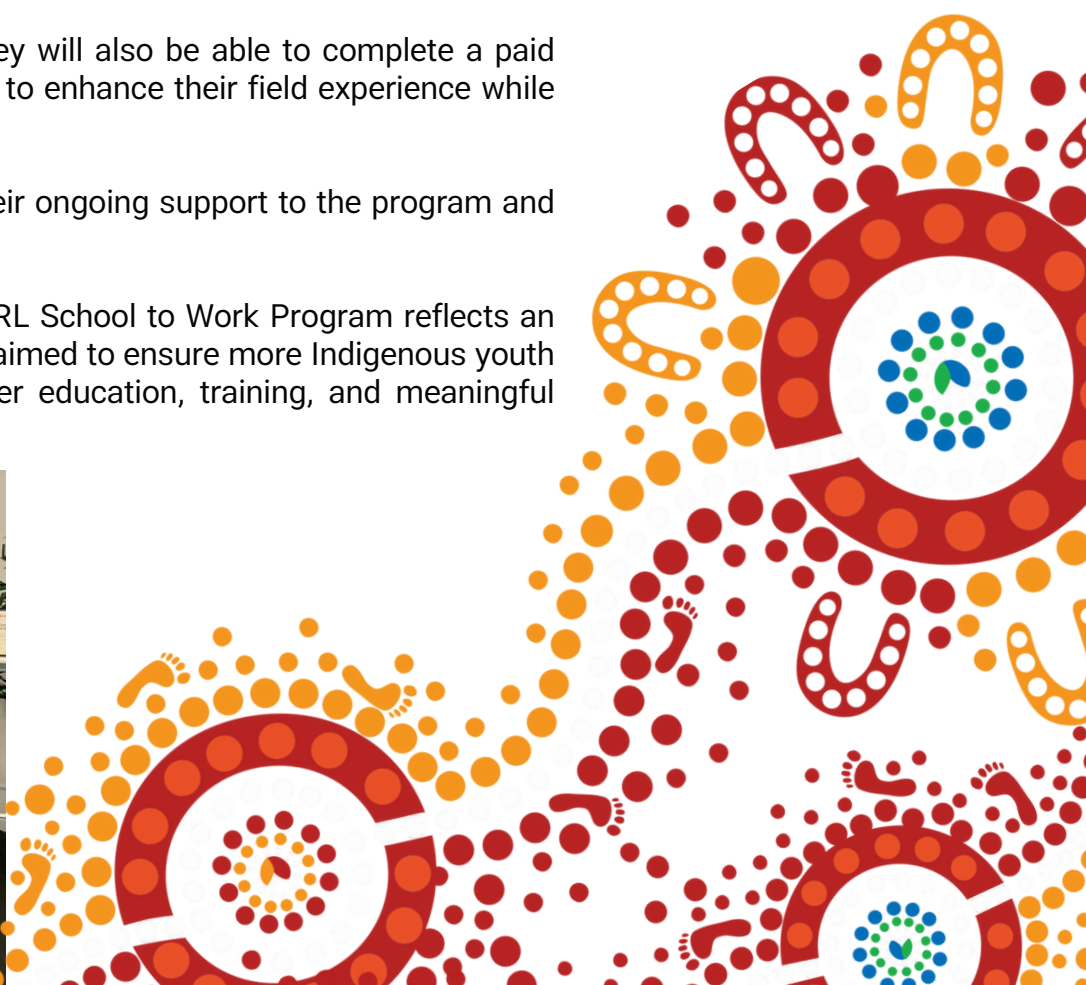 ey will also be able to complete a paid
to enhance their field experience while
eir ongoing support to the program and
RL School to Work Program reflects an
aimed to ensure more Indigenous youth
er education, training, and meaningful